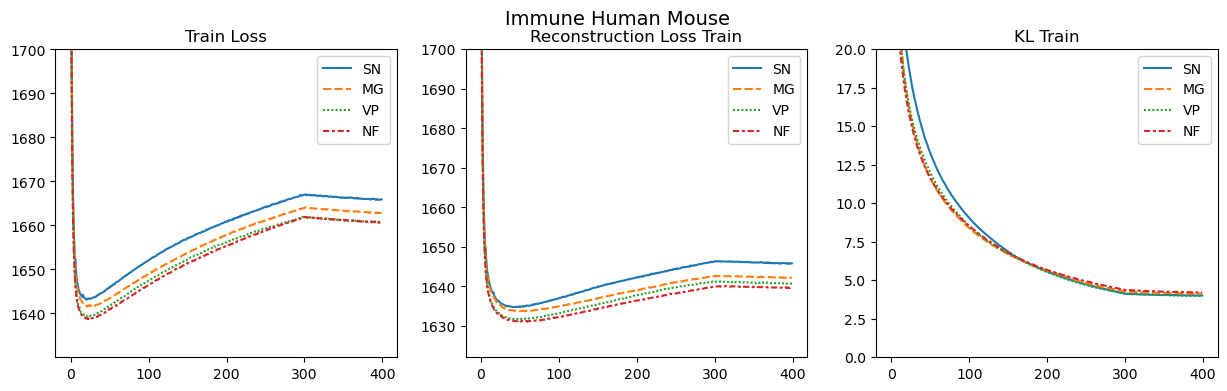 Immune Human Mouse
Train Loss
1700
1690
1680
1670
1660
1650
1640
0 100 200 300 400
SN
MG
VP
NF
Reconstruction Loss Train
1700
1690
1680
1670
1660
1650
1640
1630
0 100 200 300 400
SN
MG
VP
NF
KL Train
20.0
17.5
15.0
12.5
10.0
7.5
5.0
2.5
0.0
0 100 200 300 400
SN
MG
VP
NF